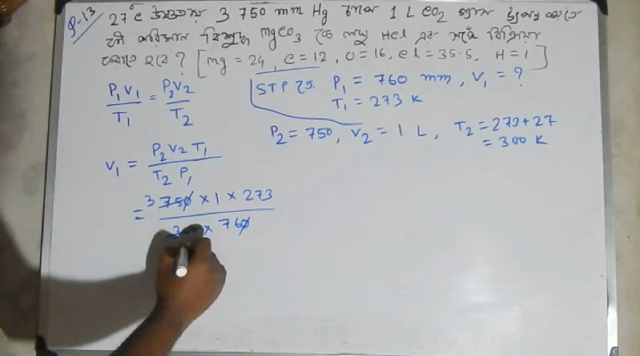 Q-13 27°C উষ্ণতায় ও 750 mm Hg চাপে 1 L CO₂ গ্যাস উৎপন্ন করতে
কী পরিমাণ বিশুদ্ধ MgCO₃ কে লঘু HCl এর সঙ্গে বিক্রিয়া
করাতে হবে? [mg = 24, C = 12, O = 16, Cl = 35.5, H = 1]
P₁V₁/T₁ = P₂V₂/T₂
STP তে. P₁ = 760 mm, V₁ = ?
T₁ = 273 K
P₂ = 750, V₂ = 1 L, T₂ = 273+27
= 300 K
V₁ = P₂V₂T₁ / T₂P₁
= 3 750 × 1 × 273 / 300 × 760